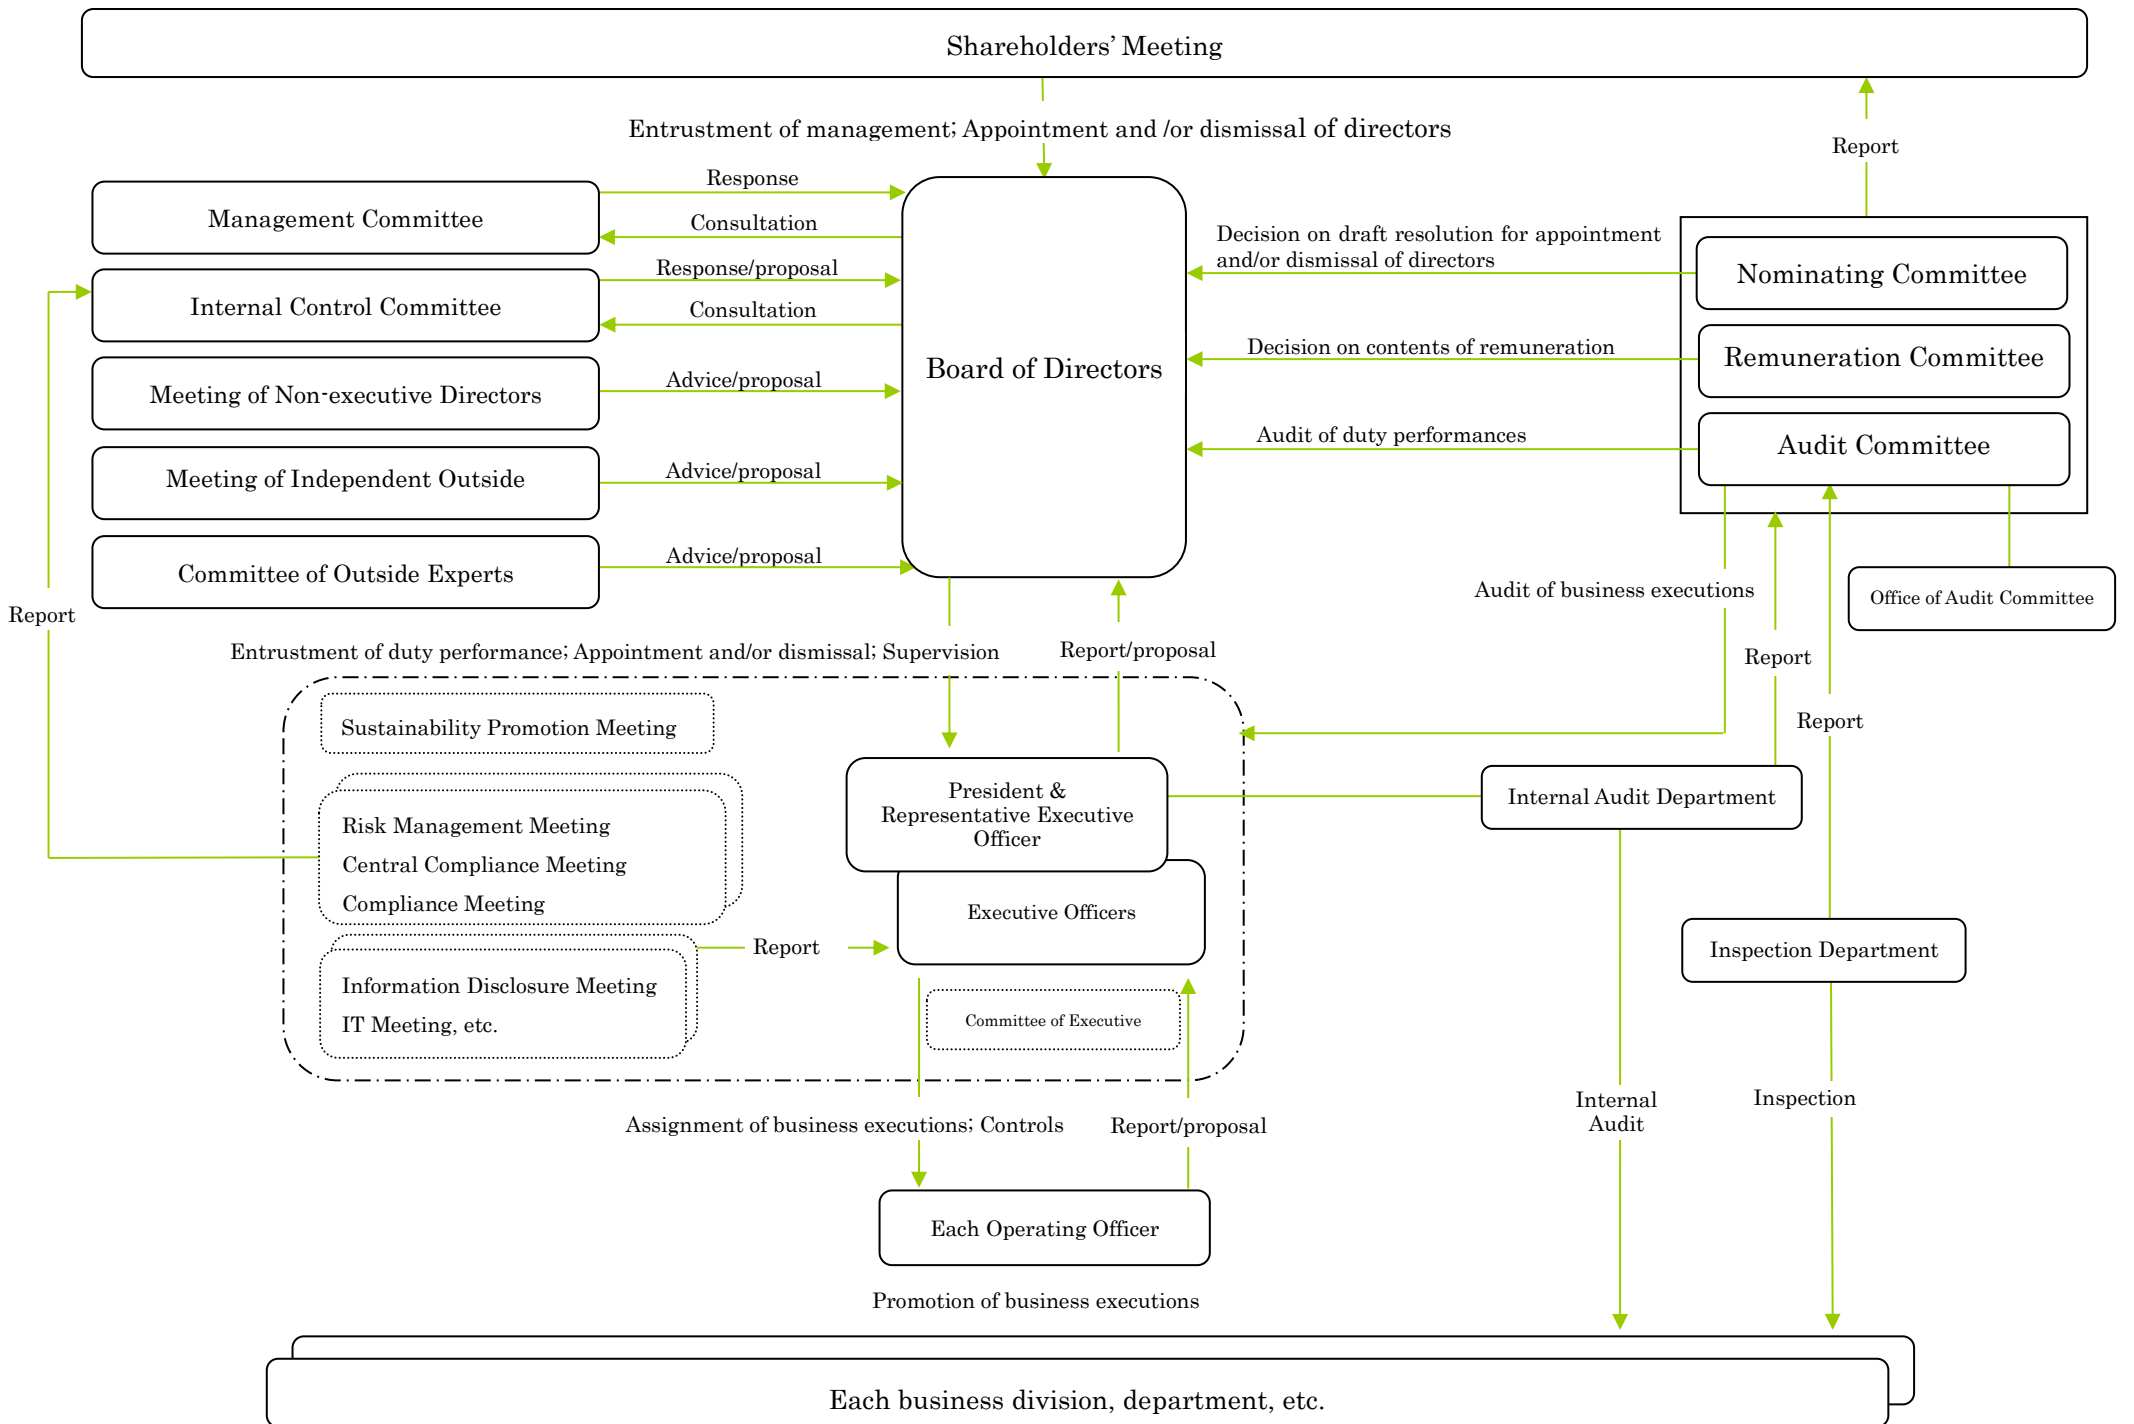 Shareholders’ Meeting
Entrustment of management; Appointment and /or dismissal of directors
Report
Response
Management Committee
Consultation
Response/proposal
Internal Control Committee
Consultation
Advice/proposal
Meeting of Non-executive Directors
Advice/proposal
Meeting of Independent Outside
Advice/proposal
Committee of Outside Experts
Report
Board of Directors
Decision on draft resolution for appointment
and/or dismissal of directors
Nominating Committee
Decision on contents of remuneration
Remuneration Committee
Audit of duty performances
Audit Committee
Audit of business executions
Office of Audit Committee
Report
Report
Entrustment of duty performance; Appointment and/or dismissal; Supervision
Report/proposal
Sustainability Promotion Meeting
Risk Management Meeting
Central Compliance Meeting
Compliance Meeting
Information Disclosure Meeting
IT Meeting, etc.
Report
President &
Representative Executive
Officer
Executive Officers
Committee of Executive
Internal Audit Department
Inspection Department
Internal
Audit
Inspection
Assignment of business executions; Controls
Report/proposal
Each Operating Officer
Promotion of business executions
Each business division, department, etc.